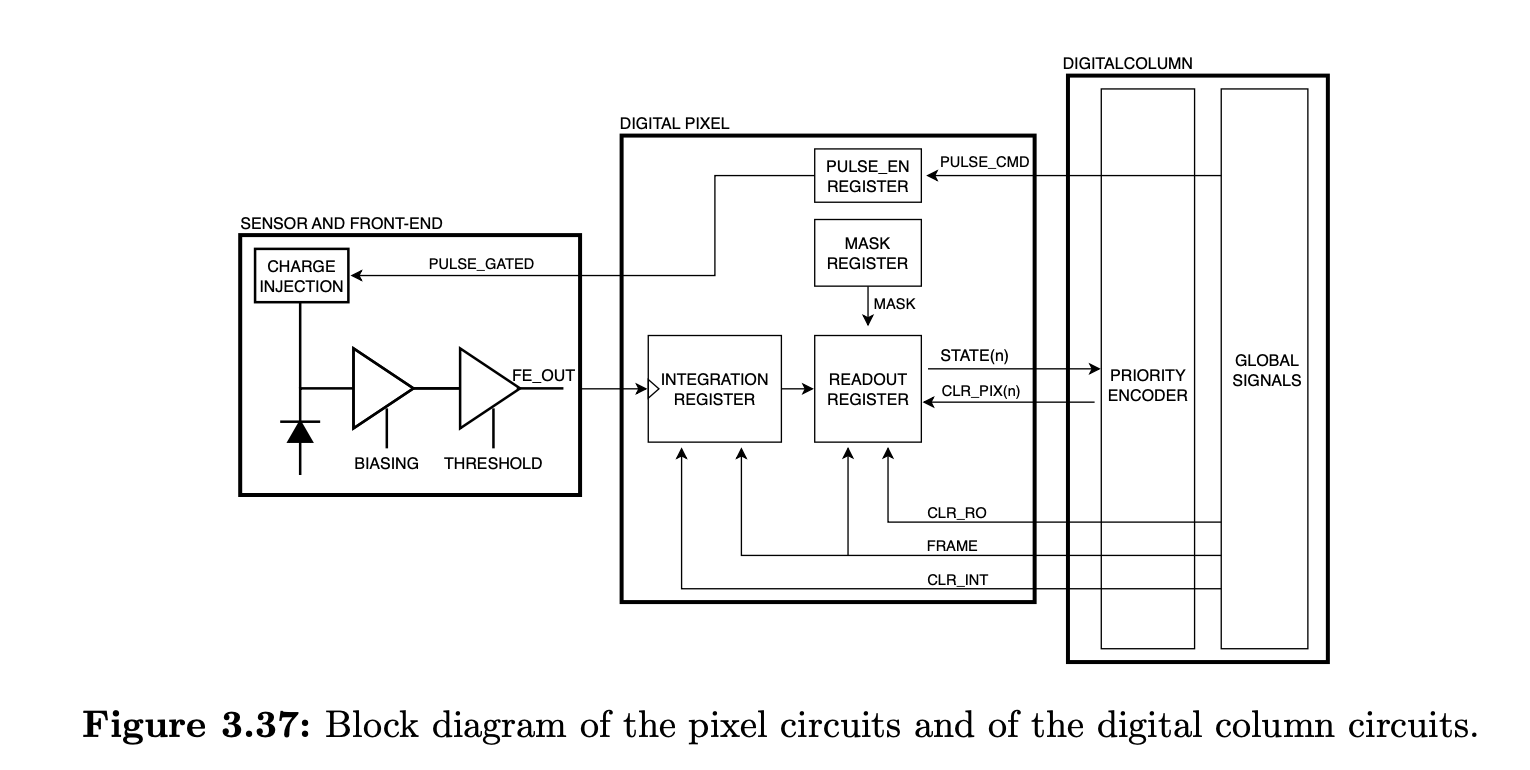 DIGITALCOLUMN
DIGITAL PIXEL
PULSE_EN
REGISTER
PULSE_CMD
SENSOR AND FRONT-END
MASK
REGISTER
CHARGE
INJECTION
PULSE_GATED
MASK
FE_OUT
INTEGRATION
REGISTER
READOUT
REGISTER
STATE(n)
CLR_PIX(n)
PRIORITY
ENCODER
GLOBAL
SIGNALS
BIASING
THRESHOLD
CLR_RO
FRAME
CLR_INT
Figure 3.37: Block diagram of the pixel circuits and of the digital column circuits.